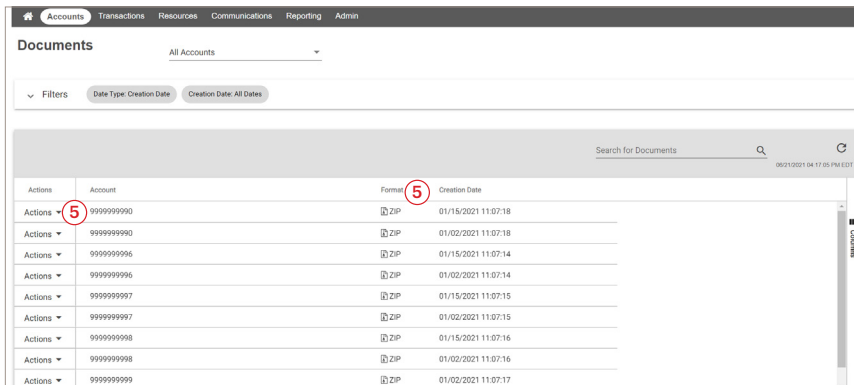 Accounts Transactions Resources Communications Reporting Admin
Documents
All Accounts
Filters Date Type: Creation Date Creation Date: All Dates
Search for Documents
06/21/2021 04:17:05 PM EDT
Actions Account Format 5 Creation Date
Actions 5 9999999990 ZIP 01/15/2021 11:07:18
Actions 9999999990 ZIP 01/02/2021 11:07:18
Actions 9999999996 ZIP 01/15/2021 11:07:14
Actions 9999999996 ZIP 01/02/2021 11:07:14
Actions 9999999997 ZIP 01/15/2021 11:07:15
Actions 9999999997 ZIP 01/02/2021 11:07:15
Actions 9999999998 ZIP 01/15/2021 11:07:16
Actions 9999999998 ZIP 01/02/2021 11:07:16
Actions 9999999999 ZIP 01/02/2021 11:07:17
Columns